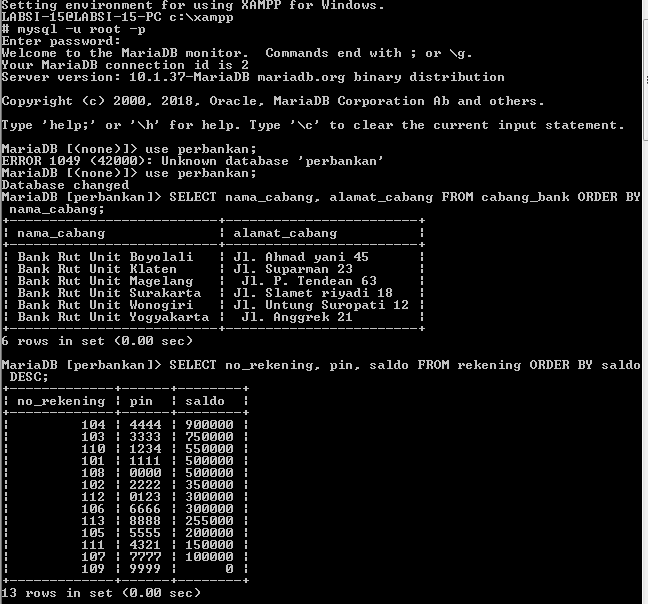 Setting environment for using XAMPP for Windows.
LABSI-15@LABSI-15-PC c:\xampp
# mysql -u root -p
Enter password:
Welcome to the MariaDB monitor.  Commands end with ; or \g.
Your MariaDB connection id is 2
Server version: 10.1.37-MariaDB mariadb.org binary distribution

Copyright (c) 2000, 2018, Oracle, MariaDB Corporation Ab and others.

Type 'help;' or '\h' for help. Type '\c' to clear the current input statement.

MariaDB [(none)]> use perbankan;
ERROR 1049 (42000): Unknown database 'perbankan'
MariaDB [(none)]> use perbankan;
Database changed
MariaDB [perbankan]> SELECT nama_cabang, alamat_cabang FROM cabang_bank ORDER BY
 nama_cabang;
+--------------------------+------------------------+
| nama_cabang              | alamat_cabang          |
+--------------------------+------------------------+
| Bank Rut Unit Boyolali   | Jl. Ahmad yani 45      |
| Bank Rut Unit Klaten     | Jl. Suparman 23        |
| Bank Rut Unit Magelang   |  Jl. P. Tendean 63     |
| Bank Rut Unit Surakarta  | Jl. Slamet riyadi 18   |
| Bank Rut Unit Wonogiri   | Jl. Untung Suropati 12 |
| Bank Rut Unit Yogyakarta |  Jl. Anggrek 21        |
+--------------------------+------------------------+
6 rows in set (0.00 sec)

MariaDB [perbankan]> SELECT no_rekening, pin, saldo FROM rekening ORDER BY saldo
 DESC;
+-------------+------+--------+
| no_rekening | pin  | saldo  |
+-------------+------+--------+
|         104 | 4444 | 900000 |
|         103 | 3333 | 750000 |
|         110 | 1234 | 550000 |
|         101 | 1111 | 500000 |
|         108 | 0000 | 500000 |
|         102 | 2222 | 350000 |
|         112 | 0123 | 300000 |
|         106 | 6666 | 300000 |
|         113 | 8888 | 255000 |
|         105 | 5555 | 200000 |
|         111 | 4321 | 150000 |
|         107 | 7777 | 100000 |
|         109 | 9999 |      0 |
+-------------+------+--------+
13 rows in set (0.00 sec)